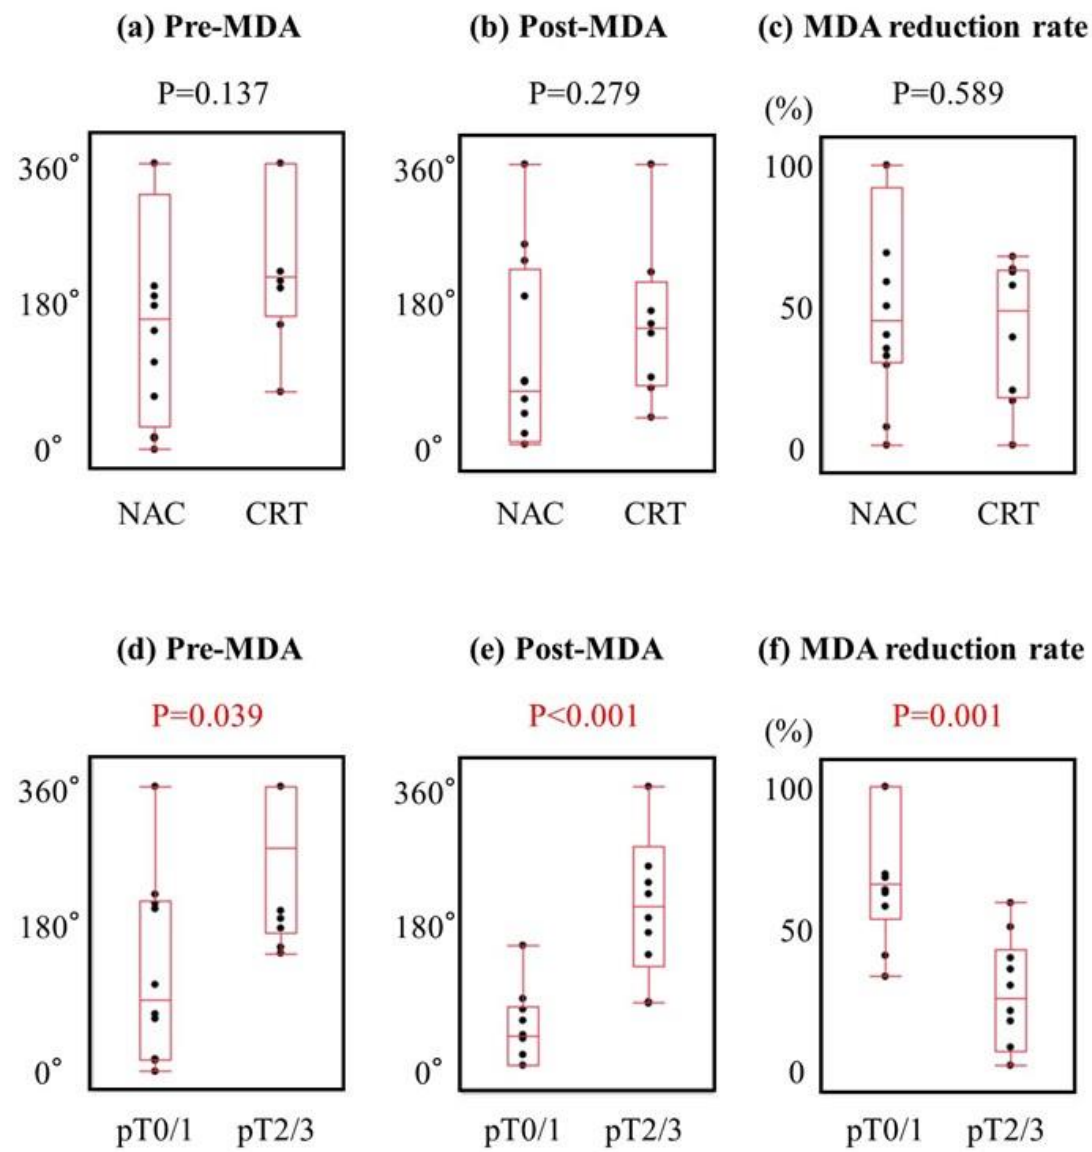 (a) Pre-MDA
(b) Post-MDA
(c) MDA reduction rate
P=0.137
P=0.279
(%)
P=0.589
360°
360°
100
180°
180°
50
0°
0°
0
NAC
CRT
NAC
CRT
NAC
CRT
(d) Pre-MDA
(e) Post-MDA
(f) MDA reduction rate
P=0.039
P<0.001
(%)
P=0.001
360°
360°
100
180°
180°
50
0°
0°
0
pT0/1
pT2/3
pT0/1
pT2/3
pT0/1
pT2/3